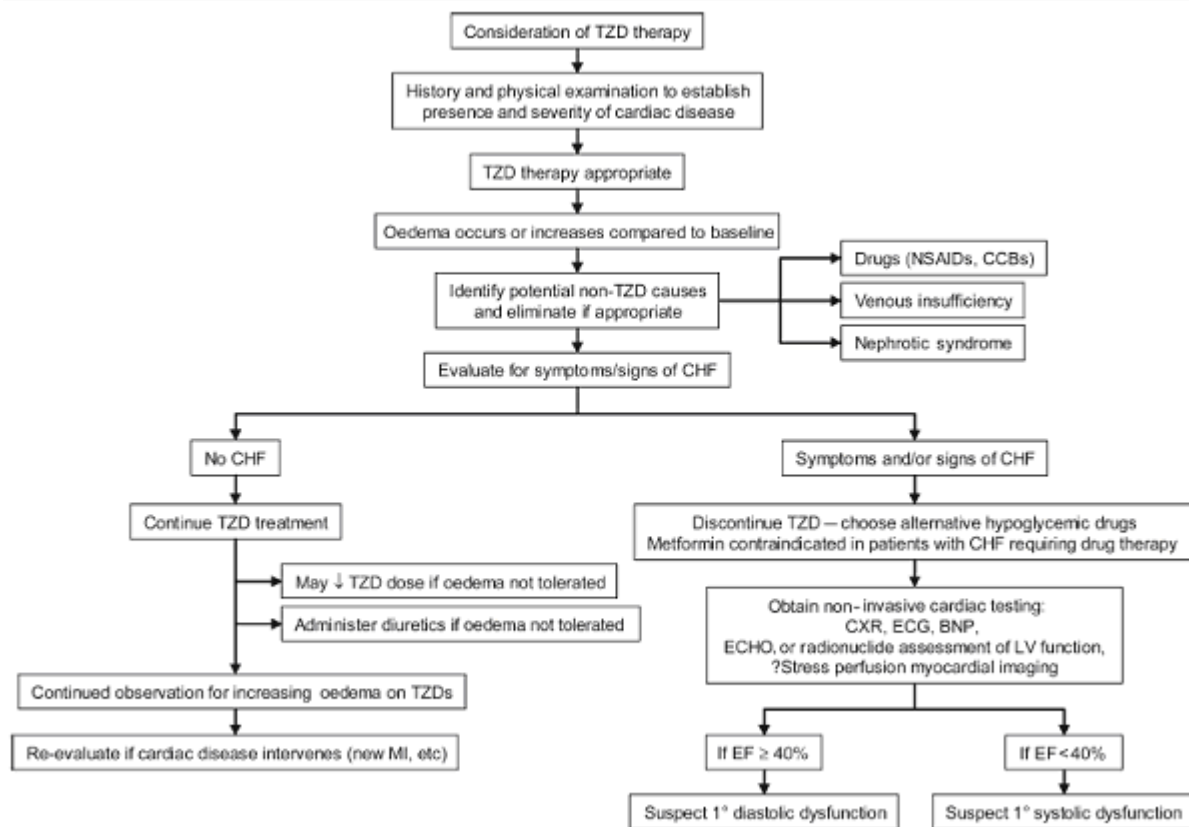 Consideration of TZD therapy
History and physical examination to establish
presence and severity of cardiac disease
TZD therapy appropriate
Oedema occurs or increases compared to baseline
Identify potential non-TZD causes
and eliminate if appropriate
Drugs (NSAIDs, CCBs)
Venous insufficiency
Nephrotic syndrome
Evaluate for symptoms/signs of CHF
No CHF
Continue TZD treatment
May ↓ TZD dose if oedema not tolerated
Administer diuretics if oedema not tolerated
Continued observation for increasing oedema on TZDs
Re-evaluate if cardiac disease intervenes (new MI, etc)
Symptoms and/or signs of CHF
Discontinue TZD — choose alternative hypoglycemic drugs
Metformin contraindicated in patients with CHF requiring drug therapy
Obtain non-invasive cardiac testing:
CXR, ECG, BNP,
ECHO, or radionuclide assessment of LV function,
?Stress perfusion myocardial imaging
If EF ≥ 40%
If EF<40%
Suspect 1° diastolic dysfunction
Suspect 1° systolic dysfunction